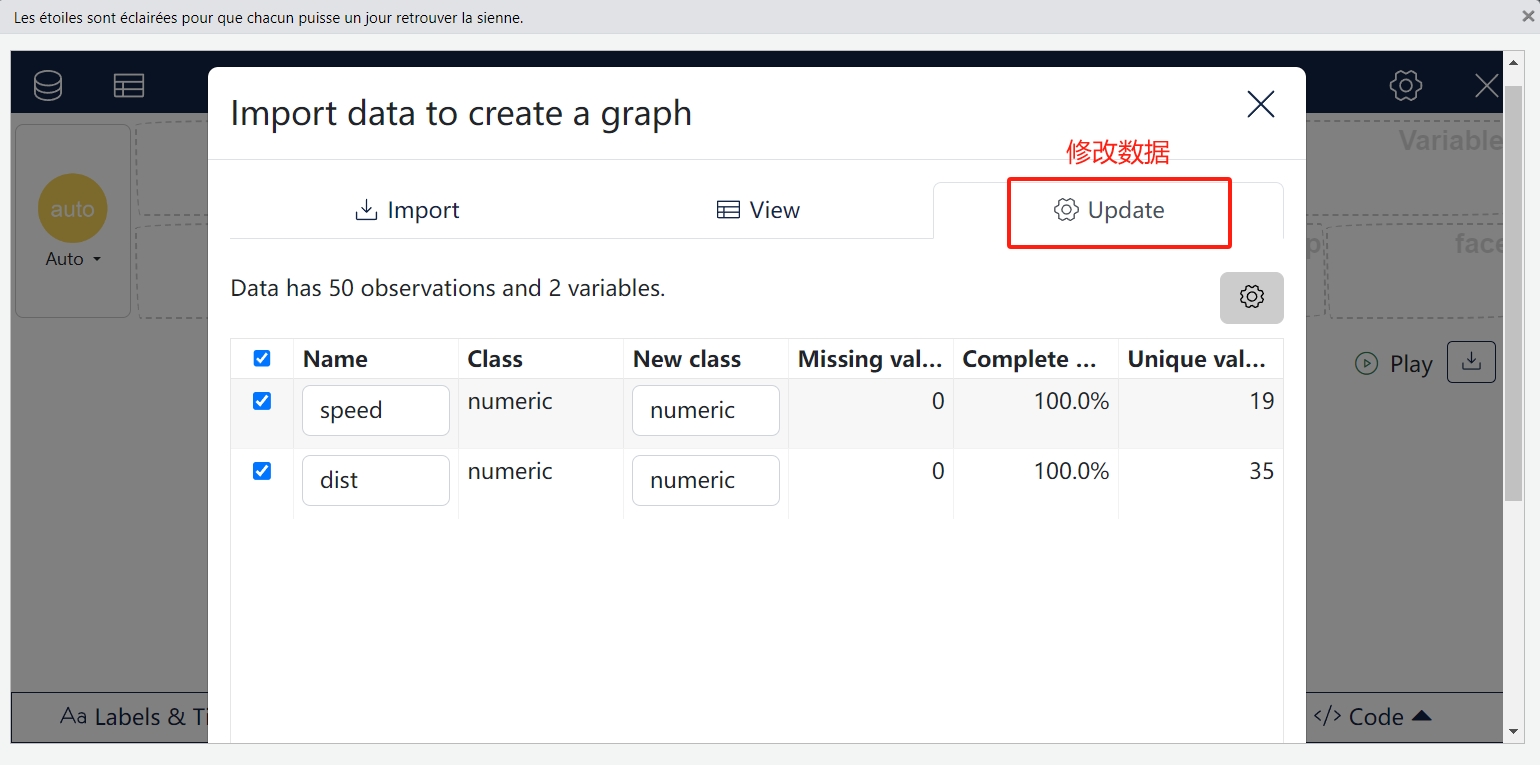 Les étoiles sont éclairées pour que chacun puisse un jour retrouver la sienne.
Import data to create a graph
修改数据
Import View Update
Data has 50 observations and 2 variables.
Name Class New class Missing val... Complete ... Unique val...
speed numeric numeric 0 100.0% 19
dist numeric numeric 0 100.0% 35
auto
Auto
Variable
p
face
Play
Aa Labels & Ti
</> Code